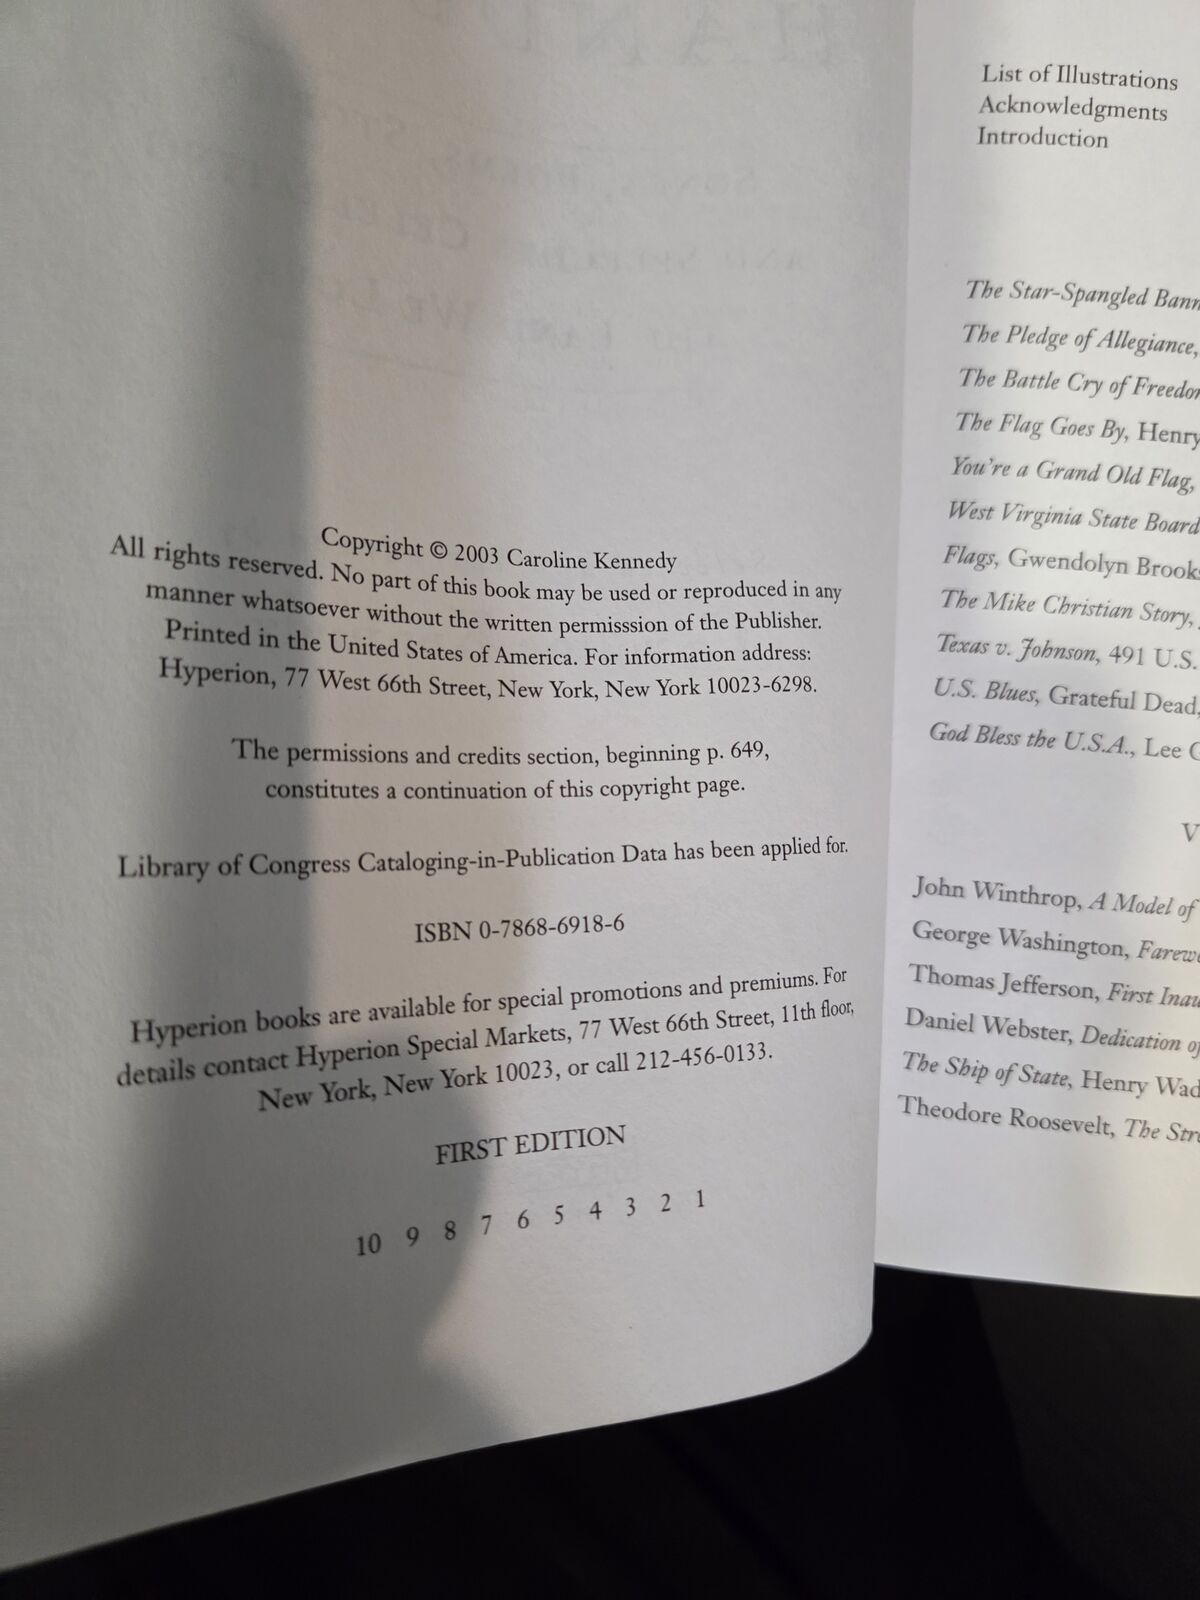 Copyright © 2003 Caroline Kennedy
All rights reserved. No part of this book may be used or reproduced in any
manner whatsoever without the written permisssion of the Publisher.
Printed in the United States of America. For information address:
Hyperion, 77 West 66th Street, New York, New York 10023-6298.
The permissions and credits section, beginning p. 649,
constitutes a continuation of this copyright page.
Library of Congress Cataloging-in-Publication Data has been applied for.
ISBN 0-7868-6918-6
Hyperion books are available for special promotions and premiums. For
details contact Hyperion Special Markets, 77 West 66th Street, 11th floor,
New York, New York 10023, or call 212-456-0133.
FIRST EDITION
10 9 8 7 6 5 4 3 2 1
List of Illustrations
Acknowledgments
Introduction
The Star-Spangled Bann
The Pledge of Allegiance,
The Battle Cry of Freedo
The Flag Goes By, Henry
You're a Grand Old Flag,
West Virginia State Board
Flags, Gwendolyn Brooks
The Mike Christian Story,
Texas v. Johnson, 491 U.S.
U.S. Blues, Grateful Dead,
God Bless the U.S.A., Lee G
V
John Winthrop, A Model of
George Washington, Farewe
Thomas Jefferson, First Inau
Daniel Webster, Dedication of
The Ship of State, Henry Wad
Theodore Roosevelt, The Stre